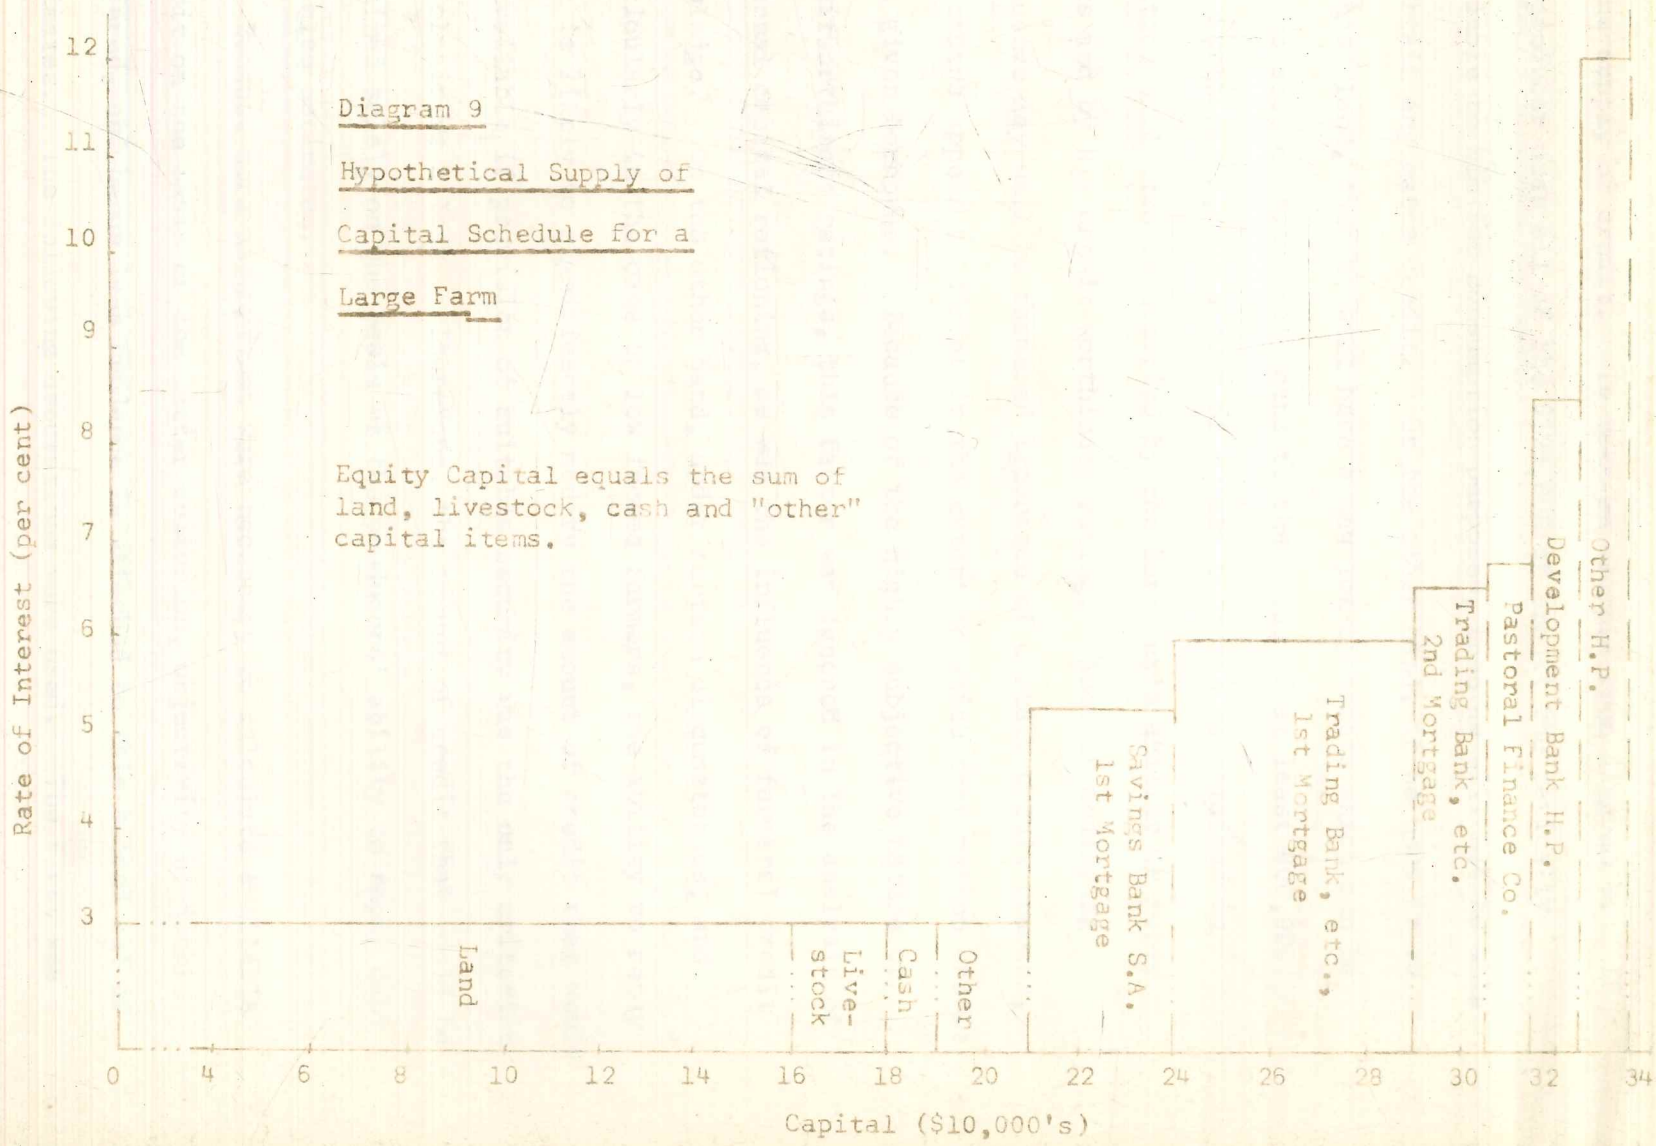 Diagram 9
Hypothetical Supply of
Capital Schedule for a
Large Farm
Equity Capital equals the sum of
land, livestock, cash and "other"
capital items.
Rate of Interest (per cent)
12
11
10
9
8
7
6
5
4
3
Land
Live-
stock
Cash
Other
Savings Bank S.A.
1st Mortgage
Trading Bank, etc.,
1st Mortgage
Trading Bank, etc.
2nd Mortgage
Pastoral Finance Co.
Development Bank H.P.
Other H.P.
0 4 6 8 10 12 14 16 18 20 22 24 26 28 30 32 34
Capital ($10,000's)